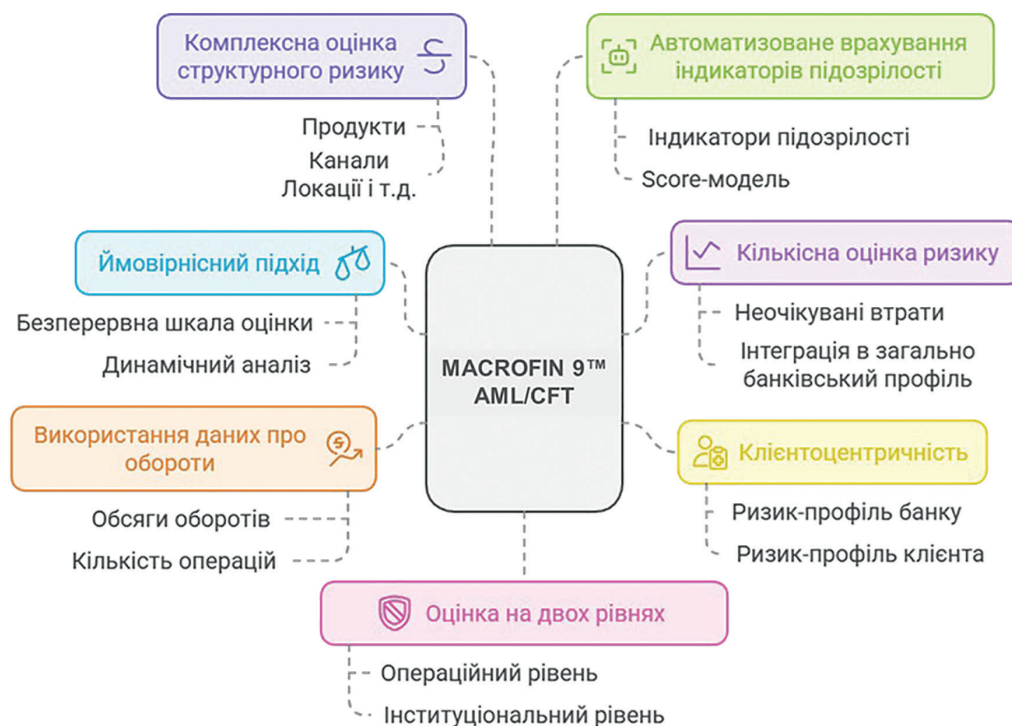 Комплексна оцінка
структурного ризику
Продукти
Канали
Локації і т.д.
Автоматизоване врахування
індикаторів підозрілості
Індикатори підозрілості
Score-модель
Ймовірнісний підхід
Безперервна шкала оцінки
Динамічний аналіз
Кількісна оцінка ризику
Неочікувані втрати
Інтеграція в загально
банківський профіль
MACROFIN 9™
AML/CFT
Використання даних про
обороти
Обсяги оборотів
Кількість операцій
Клієнтоцентричність
Ризик-профіль банку
Ризик-профіль клієнта
Оцінка на двох рівнях
Операційний рівень
Інституціональний рівень